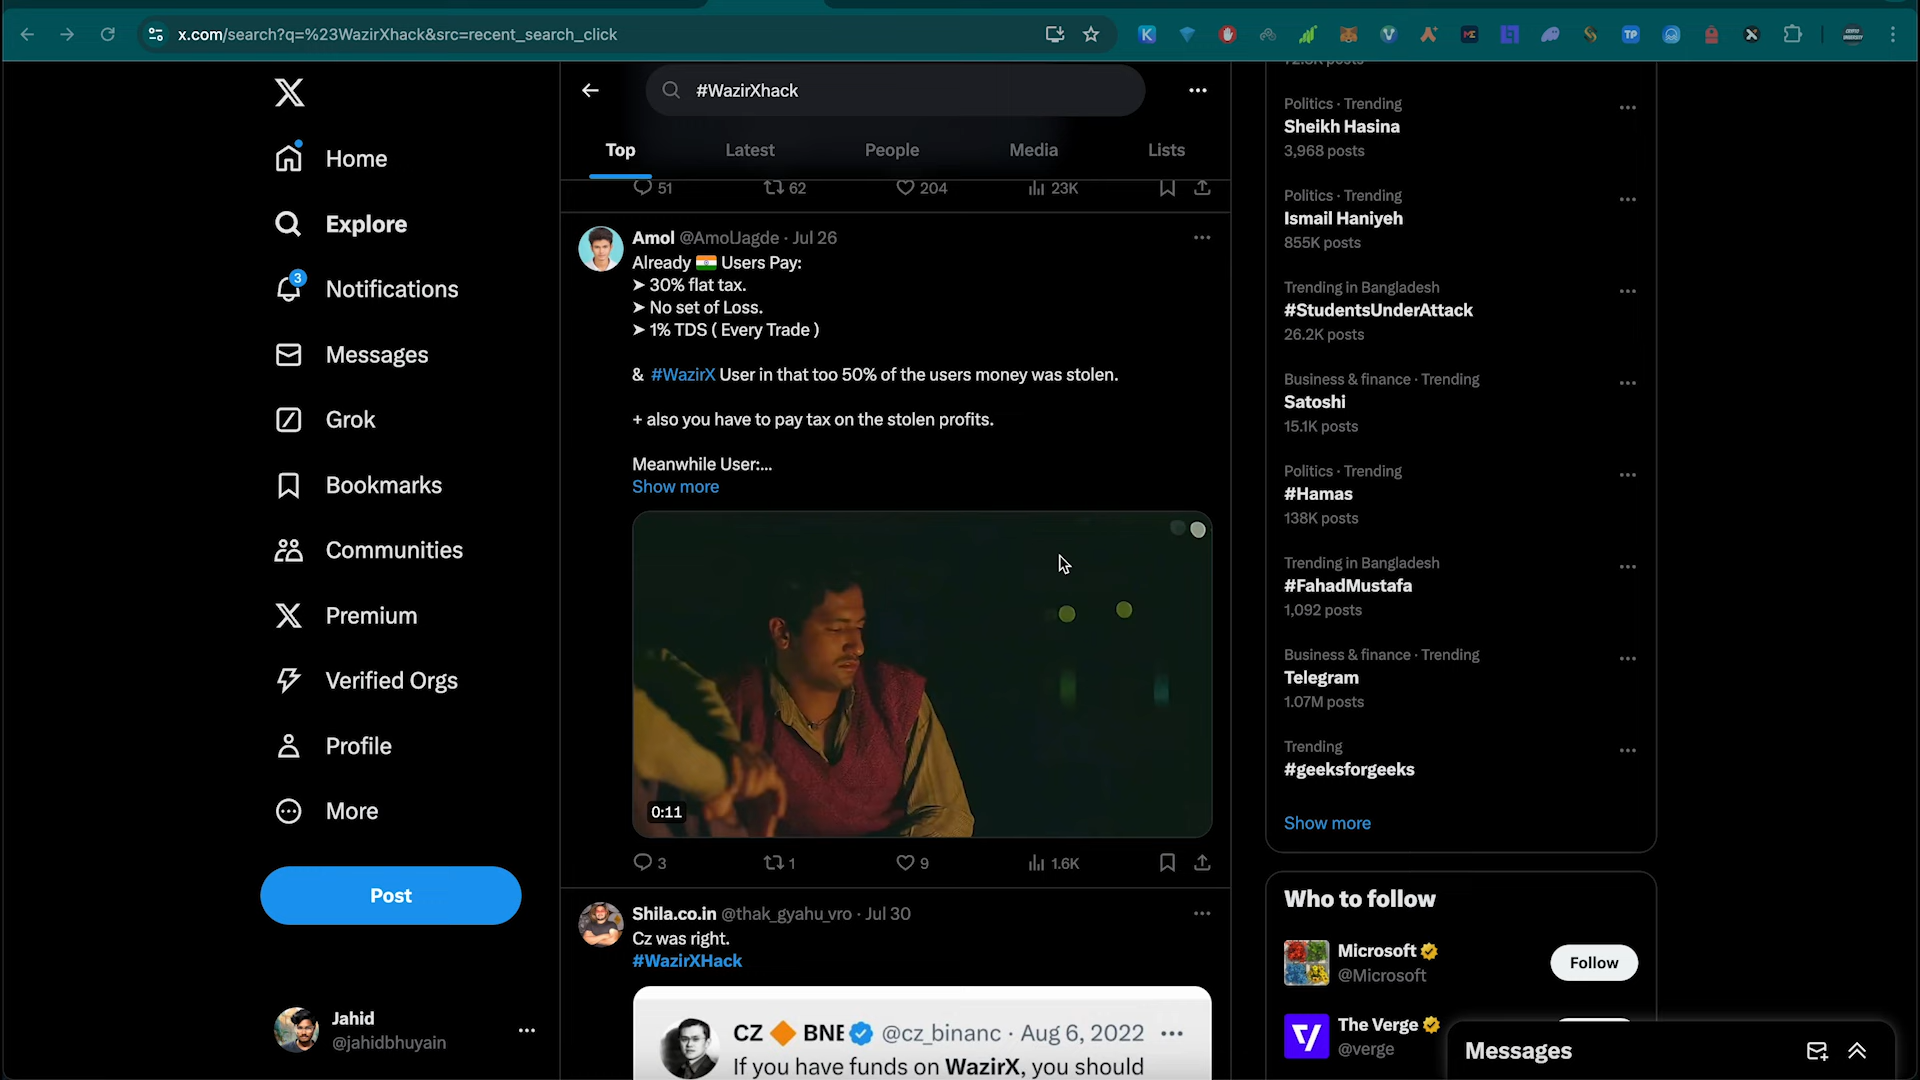 x.com/search?q=%23WazirXhack&src=recent_search_click
Home
Explore
3
Notifications
Messages
Grok
Bookmarks
Communities
Premium
Verified Orgs
Profile
More
Post
Jahid
@jahidbhuyain
#WazirXhack
Top
Latest
People
Media
Lists
51
62
204
23K
Amol @AmolJagde · Jul 26
Already 🇮🇳 Users Pay:
➤ 30% flat tax.
➤ No set of Loss.
➤ 1% TDS ( Every Trade )
& #WazirX User in that too 50% of the users money was stolen.
+ also you have to pay tax on the stolen profits.
Meanwhile User:...
Show more
0:11
3
1
9
1.6K
Shila.co.in @thak_gyahu_vro · Jul 30
Cz was right.
#WazirXHack
CZ 🔶 BNE @cz_binanc · Aug 6, 2022
If you have funds on WazirX, you should
Politics · Trending
Sheikh Hasina
3,968 posts
Politics · Trending
Ismail Haniyeh
855K posts
Trending in Bangladesh
#StudentsUnderAttack
26.2K posts
Business & finance · Trending
Satoshi
15.1K posts
Politics · Trending
#Hamas
138K posts
Trending in Bangladesh
#FahadMustafa
1,092 posts
Business & finance · Trending
Telegram
1.07M posts
Trending
#geeksforgeeks
Show more
Who to follow
Microsoft
@Microsoft
Follow
The Verge
@verge
Messages